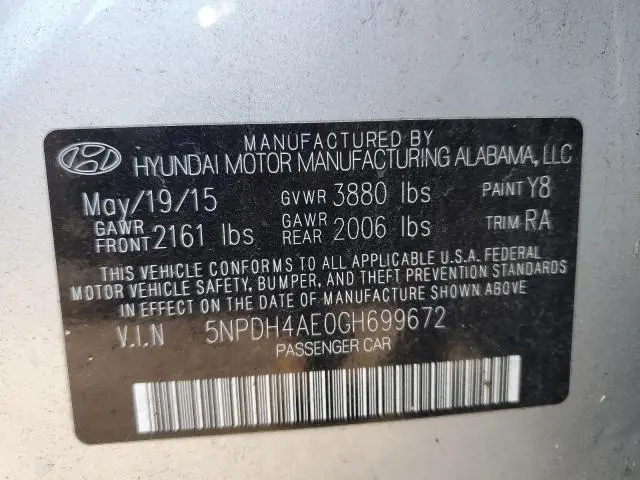 MANUFACTURED BY
HYUNDAI MOTOR MANUFACTURING ALABAMA, LLC
May/19/15 GVWR 3880 lbs PAINT Y8
GAWR FRONT 2161 lbs GAWR REAR 2006 lbs TRIM RA
THIS VEHICLE CONFORMS TO ALL APPLICABLE U.S.A. FEDERAL
MOTOR VEHICLE SAFETY, BUMPER, AND THEFT PREVENTION STANDARDS
IN EFFECT ON THE DATE OF MANUFACTURE SHOWN ABOVE.
V.I.N 5NPDH4AE0GH699672
PASSENGER CAR